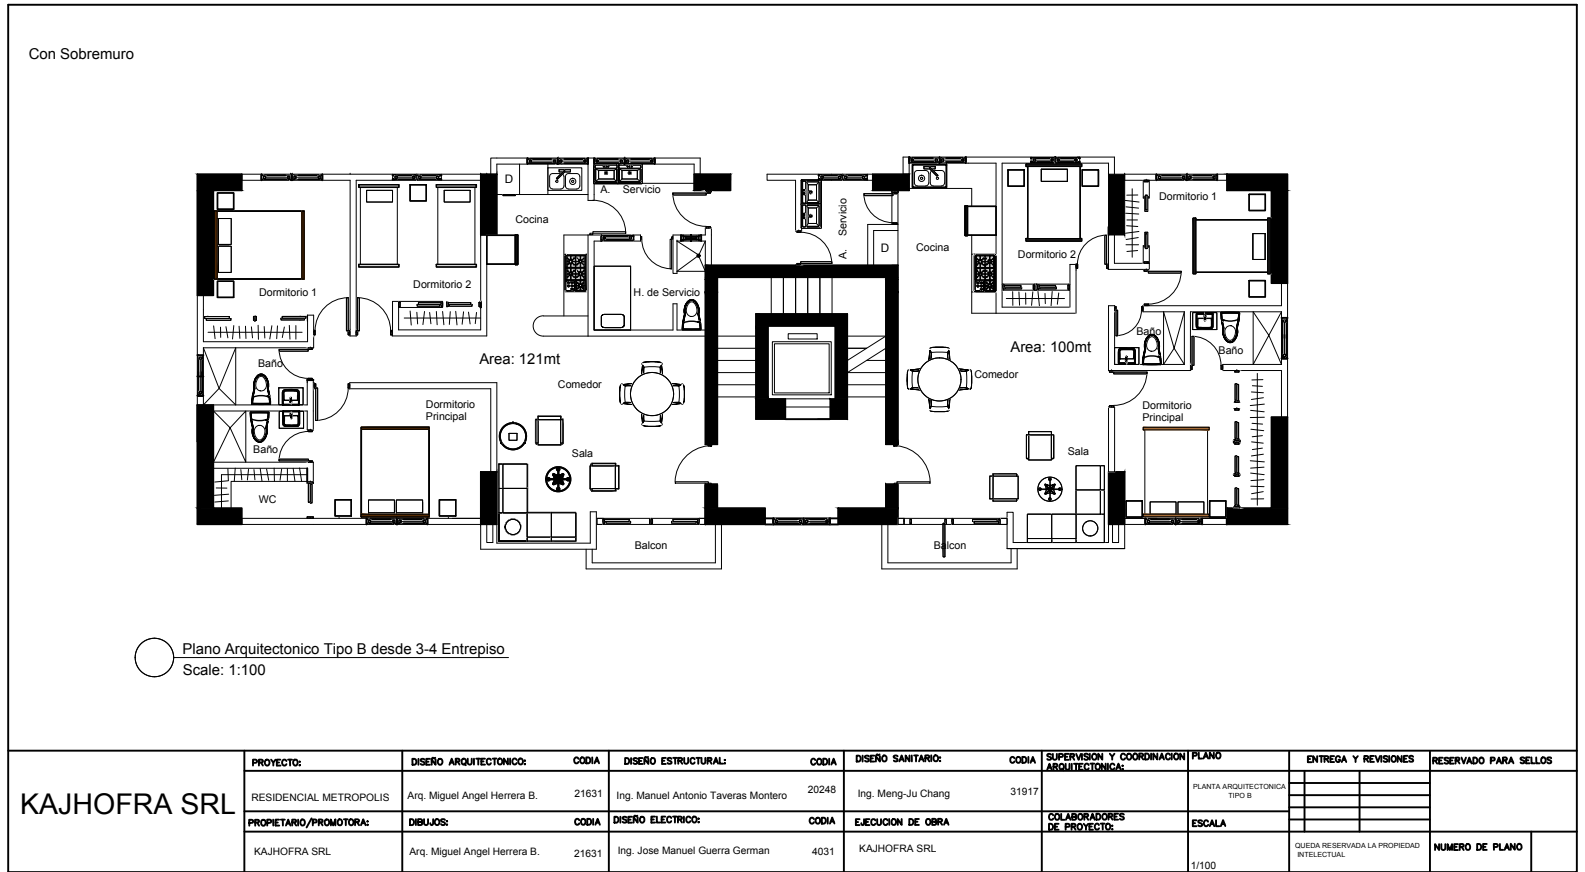 Con Sobremuro
D
A. Servicio
Cocina
Dormitorio 1
Dormitorio 2
H. de Servicio
Area: 121mt
Baño
Comedor
Dormitorio
Principal
Baño
Sala
WC
Balcon
A. Servicio
D
Cocina
Dormitorio 2
Dormitorio 1
Area: 100mt
Baño
Baño
Comedor
Dormitorio
Principal
Sala
Balcon
Plano Arquitectonico Tipo B desde 3-4 Entrepiso
Scale: 1:100
KAJHOFRA SRL
PROYECTO:
RESIDENCIAL METROPOLIS
PROPIETARIO/PROMOTORA:
KAJHOFRA SRL
DISEÑO ARQUITECTONICO: CODIA
Arq. Miguel Angel Herrera B. 21631
DIBUJOS: CODIA
Arq. Miguel Angel Herrera B. 21631
DISEÑO ESTRUCTURAL: CODIA
Ing. Manuel Antonio Taveras Montero 20248
DISEÑO ELECTRICO: CODIA
Ing. Jose Manuel Guerra German 4031
DISEÑO SANITARIO: CODIA
Ing. Meng-Ju Chang 31917
EJECUCION DE OBRA
KAJHOFRA SRL
SUPERVISION Y COORDINACION
ARQUITECTONICA:
COLABORADORES
DE PROYECTO:
PLANO
PLANTA ARQUITECTONICA
TIPO B
ESCALA
1/100
ENTREGA Y REVISIONES
QUEDA RESERVADA LA PROPIEDAD
INTELECTUAL
RESERVADO PARA SELLOS
NUMERO DE PLANO